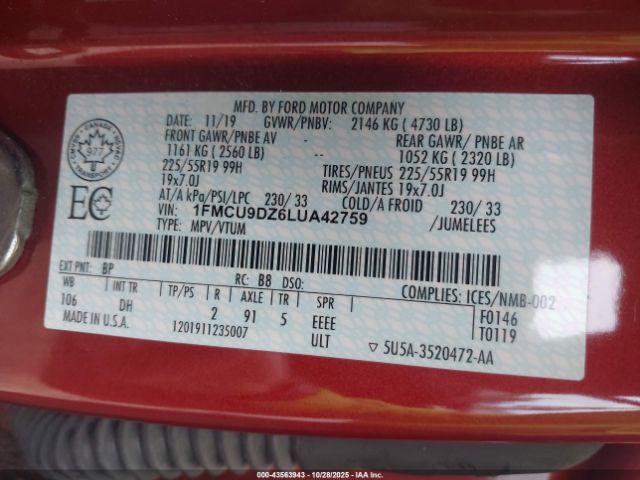 MFD. BY FORD MOTOR COMPANY
DATE: 11/19 GVWR/PNBV: 2146 KG ( 4730 LB)
FRONT GAWR/PNBE AV - REAR GAWR/ PNBE AR
1161 KG ( 2560 LB) -- 1052 KG ( 2320 LB)
225/55R19 99H TIRES/PNEUS 225/55R19 99H
19x7.0J RIMS/JANTES 19x7.0J
AT/A kPa/PSI/LPC 230/ 33 COLD/A FROID 230/ 33
VIN: 1FMCU9DZ6LUA42759 /JUMELEES
TYPE: MPV/VTUM
CANADA
977
EC
EXT PNT: BP RC: B8 DSO: COMPLIES: ICES/NMB-002
WB INT TR TP/PS R AXLE TR SPR F0146
106 DH 2 91 5 EEEE T0119
MADE IN U.S.A. 1201911235007 ULT ▽ 5U5A-3520472-AA
000-43563943 - 10/28/2025 - IAA